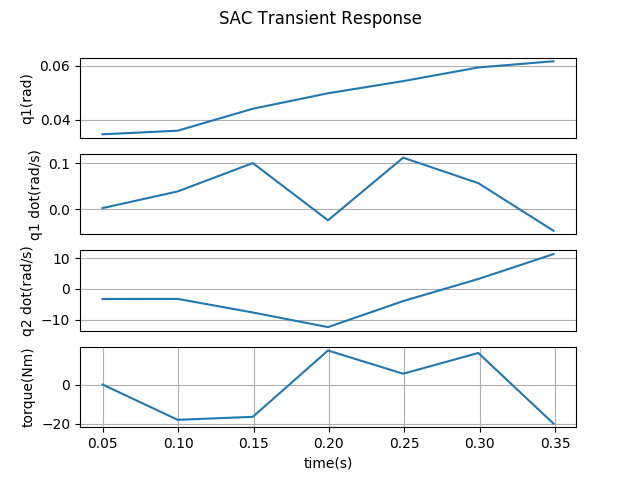 SAC Transient Response
q1(rad)
0.06
0.04
q1 dot(rad/s)
0.1
0.0
q2 dot(rad/s)
10
0
−10
torque(Nm)
0
−20
0.05 0.10 0.15 0.20 0.25 0.30 0.35
time(s)